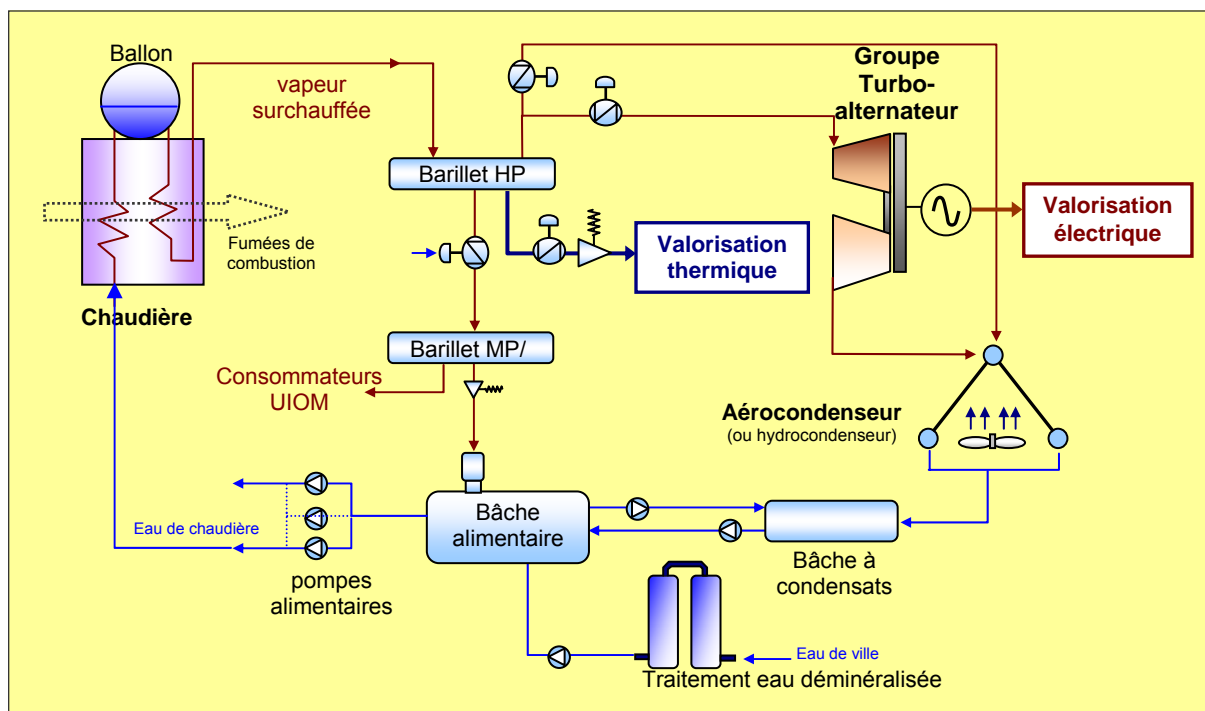 Ballon
vapeur
surchauffée
Groupe
Turbo-
alternateur
Barillet HP
Fumées de
combustion
Valorisation
thermique
Valorisation
électrique
Chaudière
Barillet MP/
Consommateurs
UIOM
Aérocondenseur
(ou hydrocondenseur)
Eau de chaudière
Bâche
alimentaire
pompes
alimentaires
Bâche à
condensats
Eau de ville
Traitement eau déminéralisée